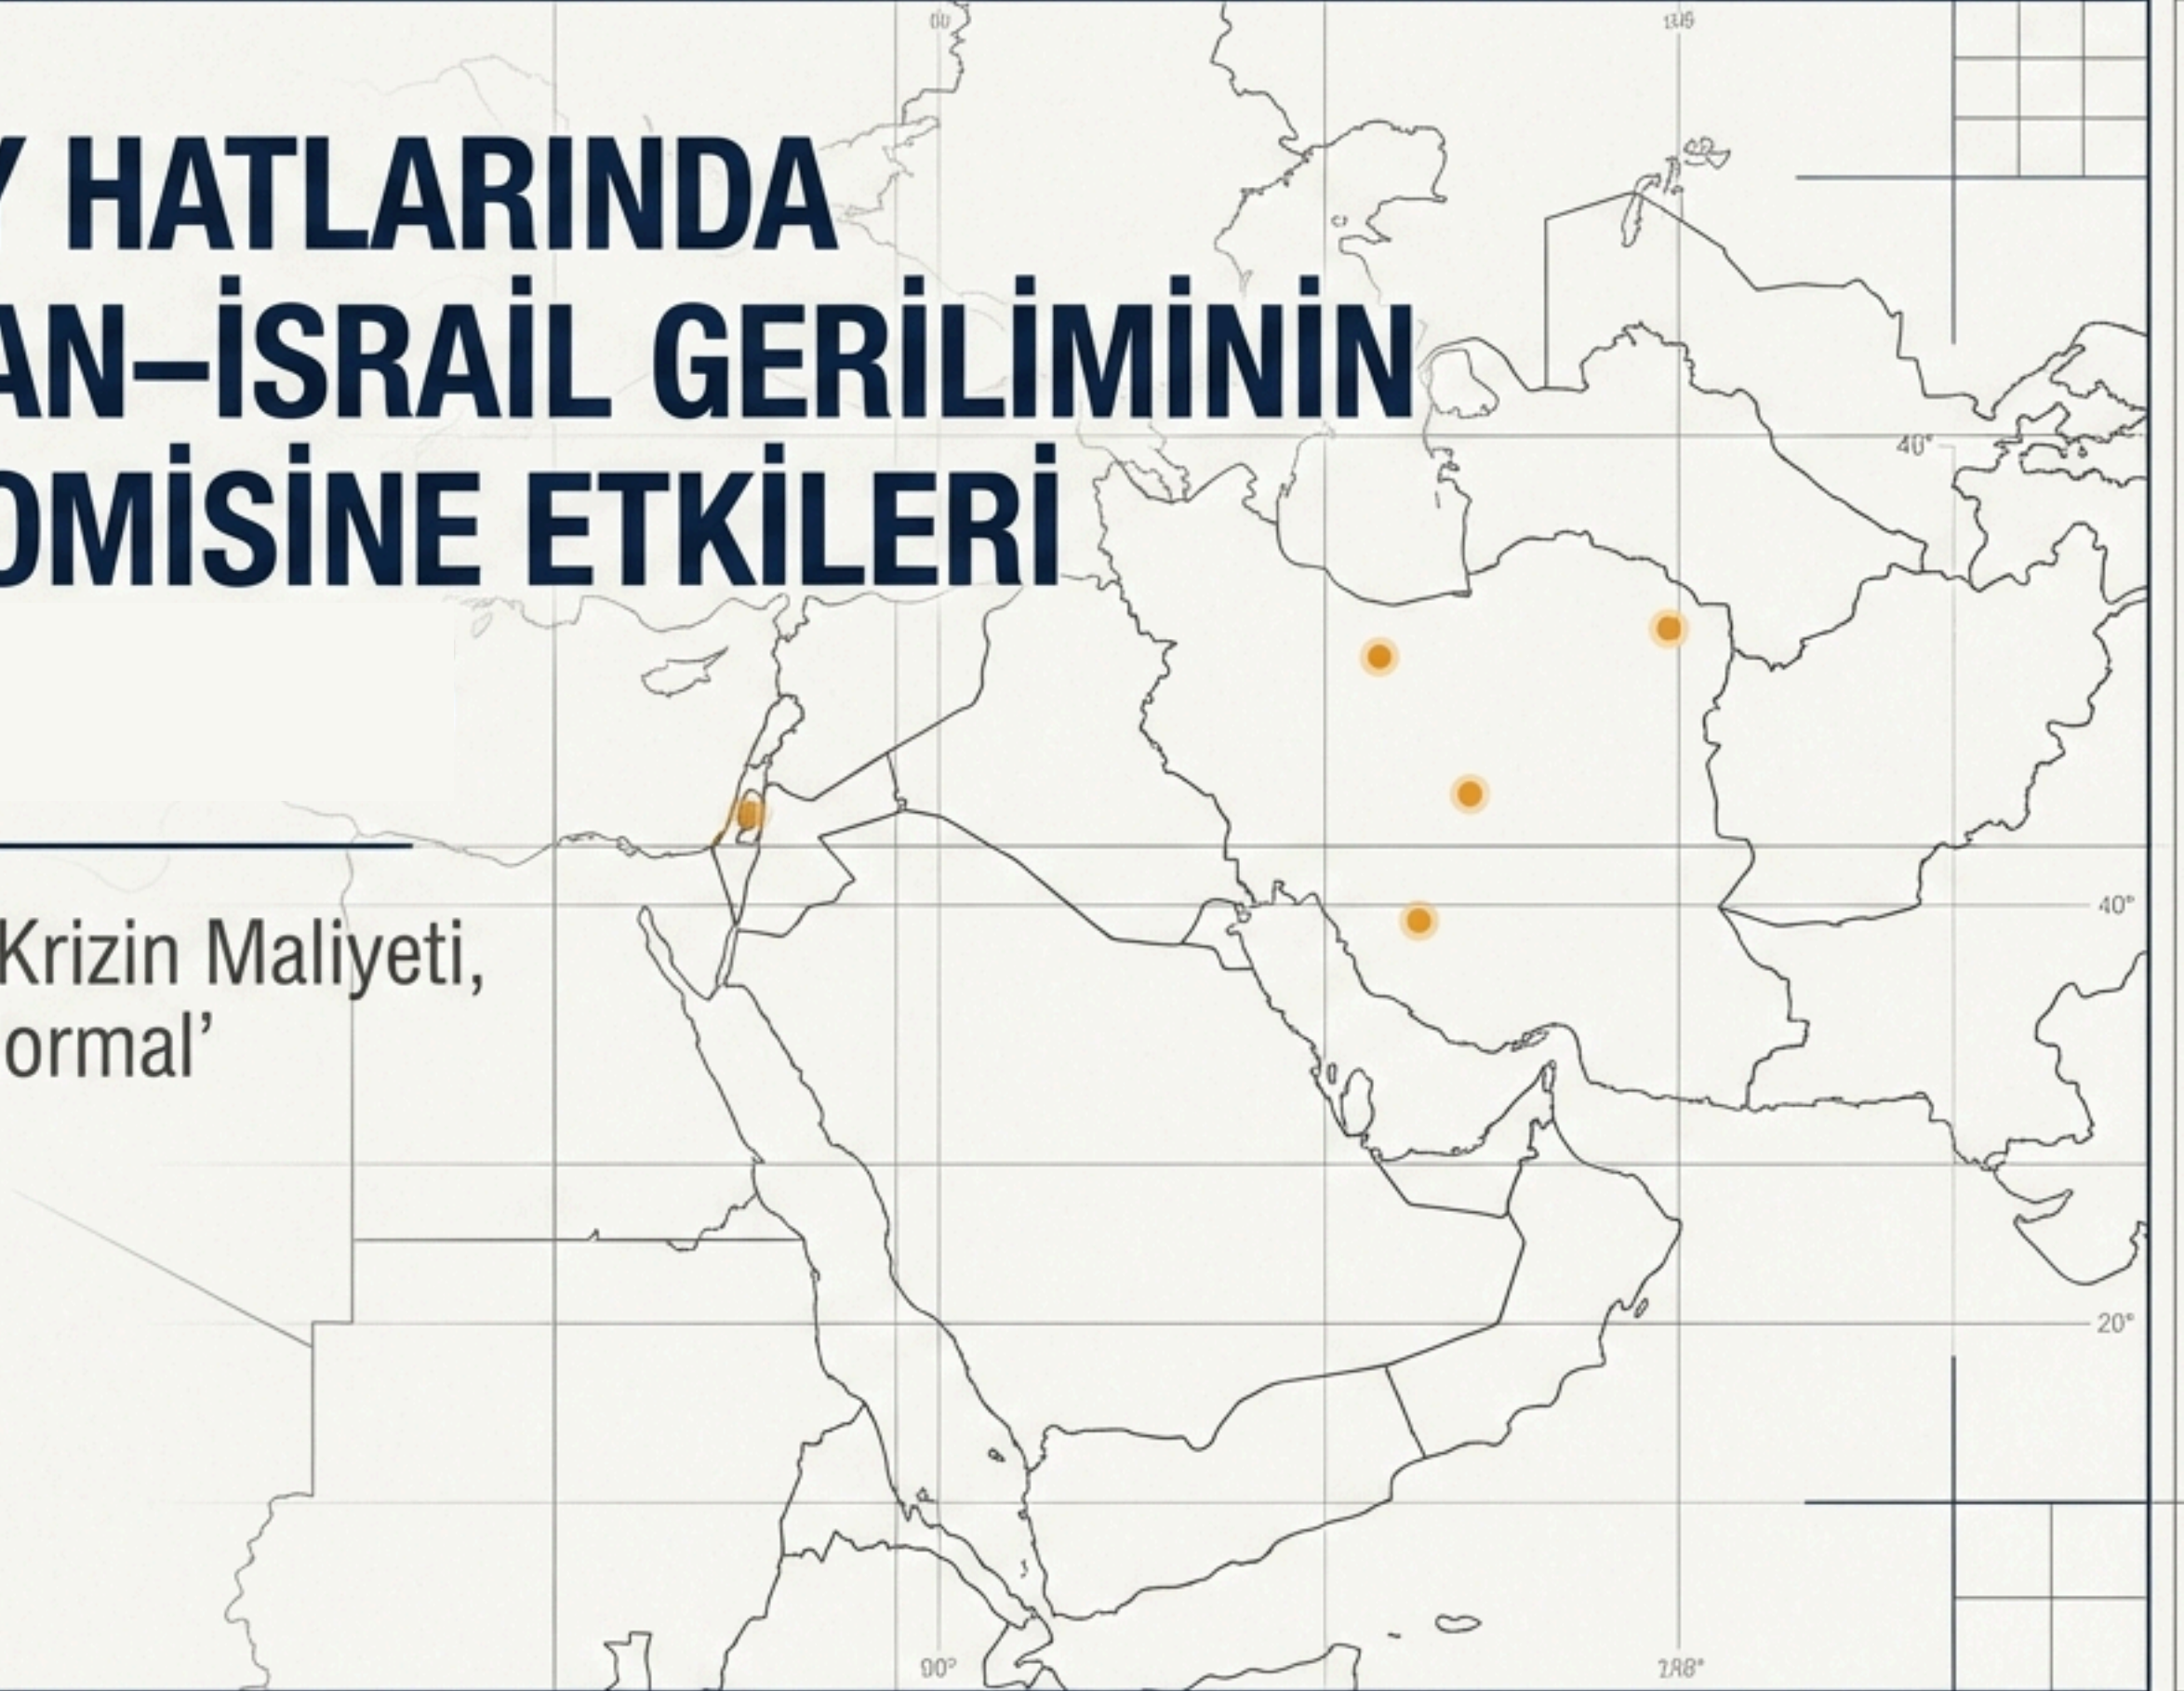 Y HATLARINDA
AN–İSRAİL GERİLİMİNİN
OMİSİNE ETKİLERİ
Krizin Maliyeti,
ormal’
40°
40°
20°